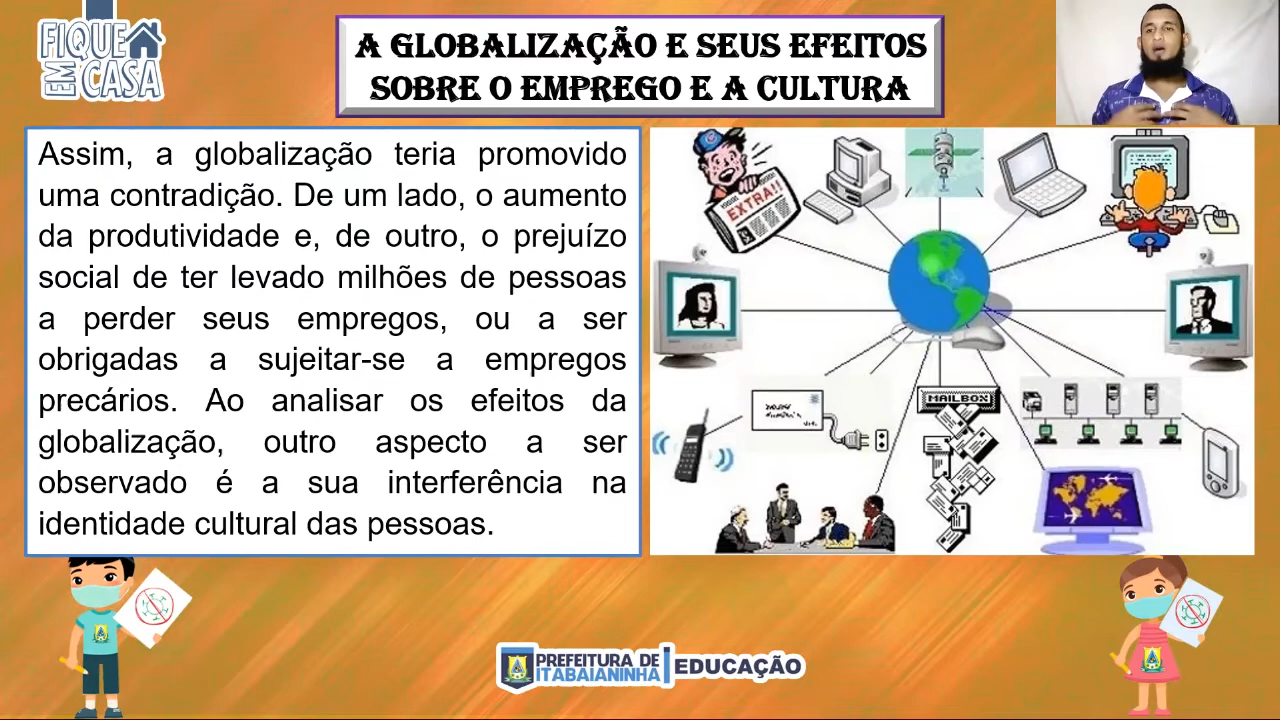 FIQUE
EM
CASA
A GLOBALIZAÇÃO E SEUS EFEITOS
SOBRE O EMPREGO E A CULTURA
Assim, a globalização teria promovido
uma contradição. De um lado, o aumento
da produtividade e, de outro, o prejuízo
social de ter levado milhões de pessoas
a perder seus empregos, ou a ser
obrigadas a sujeitar-se a empregos
precários. Ao analisar os efeitos da
globalização, outro aspecto a ser
observado é a sua interferência na
identidade cultural das pessoas.
EXTRA!!
MAILBOX
PREFEITURA DE
ITABAIANINHA
EDUCAÇÃO